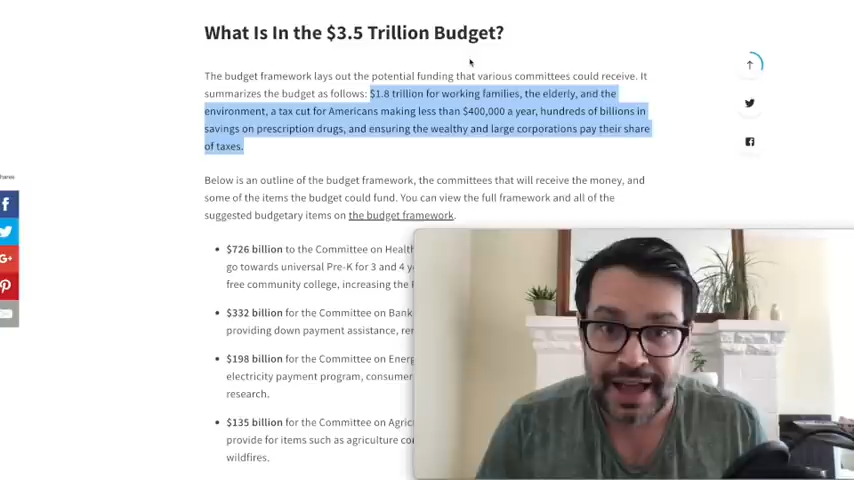 What Is In the $3.5 Trillion Budget?
The budget framework lays out the potential funding that various committees could receive. It
summarizes the budget as follows: $1.8 trillion for working families, the elderly, and the
environment, a tax cut for Americans making less than $400,000 a year, hundreds of billions in
savings on prescription drugs, and ensuring the wealthy and large corporations pay their share
of taxes.
hares
Below is an outline of the budget framework, the committees that will receive the money, and
some of the items the budget could fund. You can view the full framework and all of the
suggested budgetary items on the budget framework.
$726 billion to the Committee on Health
go towards universal Pre-K for 3 and 4 y
free community college, increasing the
$332 billion for the Committee on Bank
providing down payment assistance, ren
$198 billion for the Committee on Energ
electricity payment program, consumer
research.
$135 billion for the Committee on Agric
provide for items such as agriculture co
wildfires.